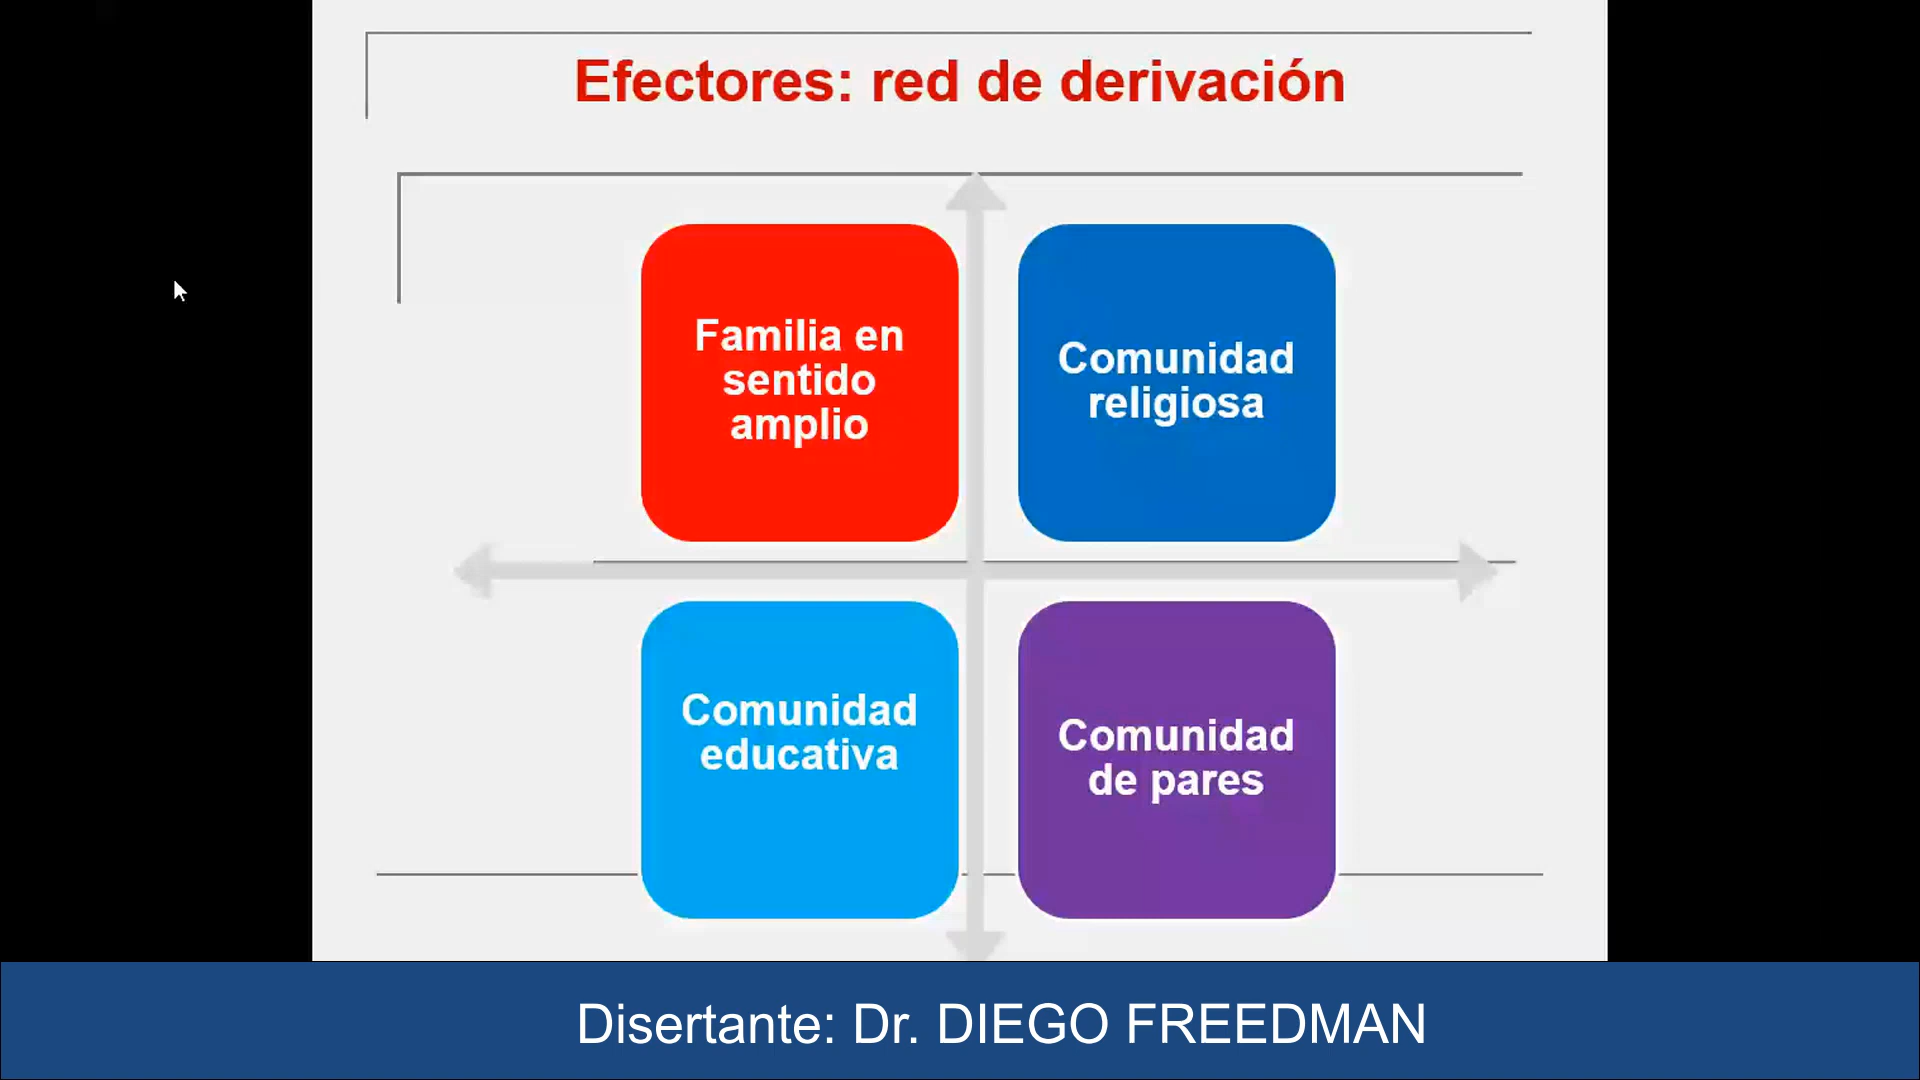 Efectores: red de derivación
Familia en
sentido
amplio
Comunidad
religiosa
Comunidad
educativa
Comunidad
de pares
Disertante: Dr. DIEGO FREEDMAN